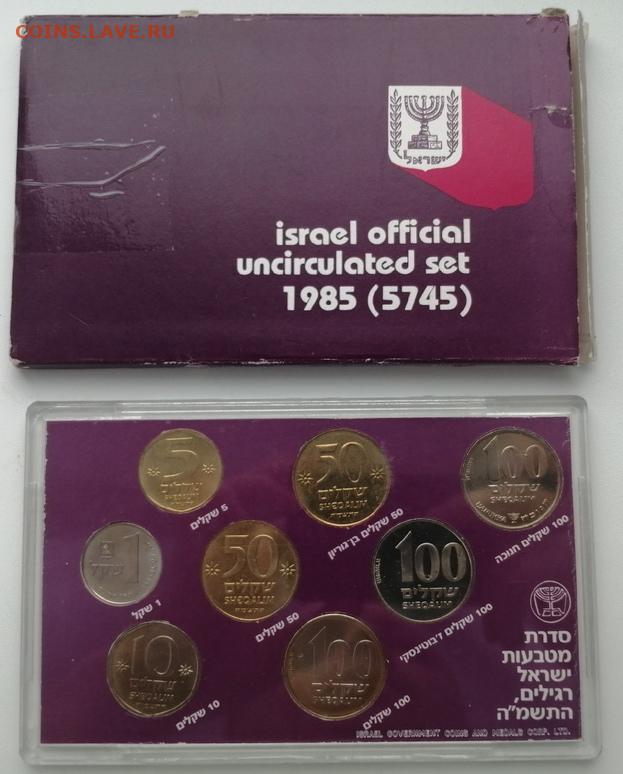 COINS.LAVE.RU
ישראל
israel official
uncirculated set
1985 (5745)
5
שקלים
SHEQALIM
5 שקלים
50
שקלים
SHEQALIM
50 שקלים בן־גוריון
100
שקלים
SHEQALIM
100 שקלים חנוכה
1
שקל
1 שקל
50
שקלים
SHEQALIM
50 שקלים
100
שקלים
SHEQALIM
100 שקלים ז׳בוטינסקי
10
שקלים
SHEQALIM
10 שקלים
100
שקלים
SHEQALIM
100 שקלים
סדרת
מטבעות
ישראל
רגילים,
התשמ"ה
ISRAEL GOVERNMENT COINS AND MEDALS CORP. LTD.